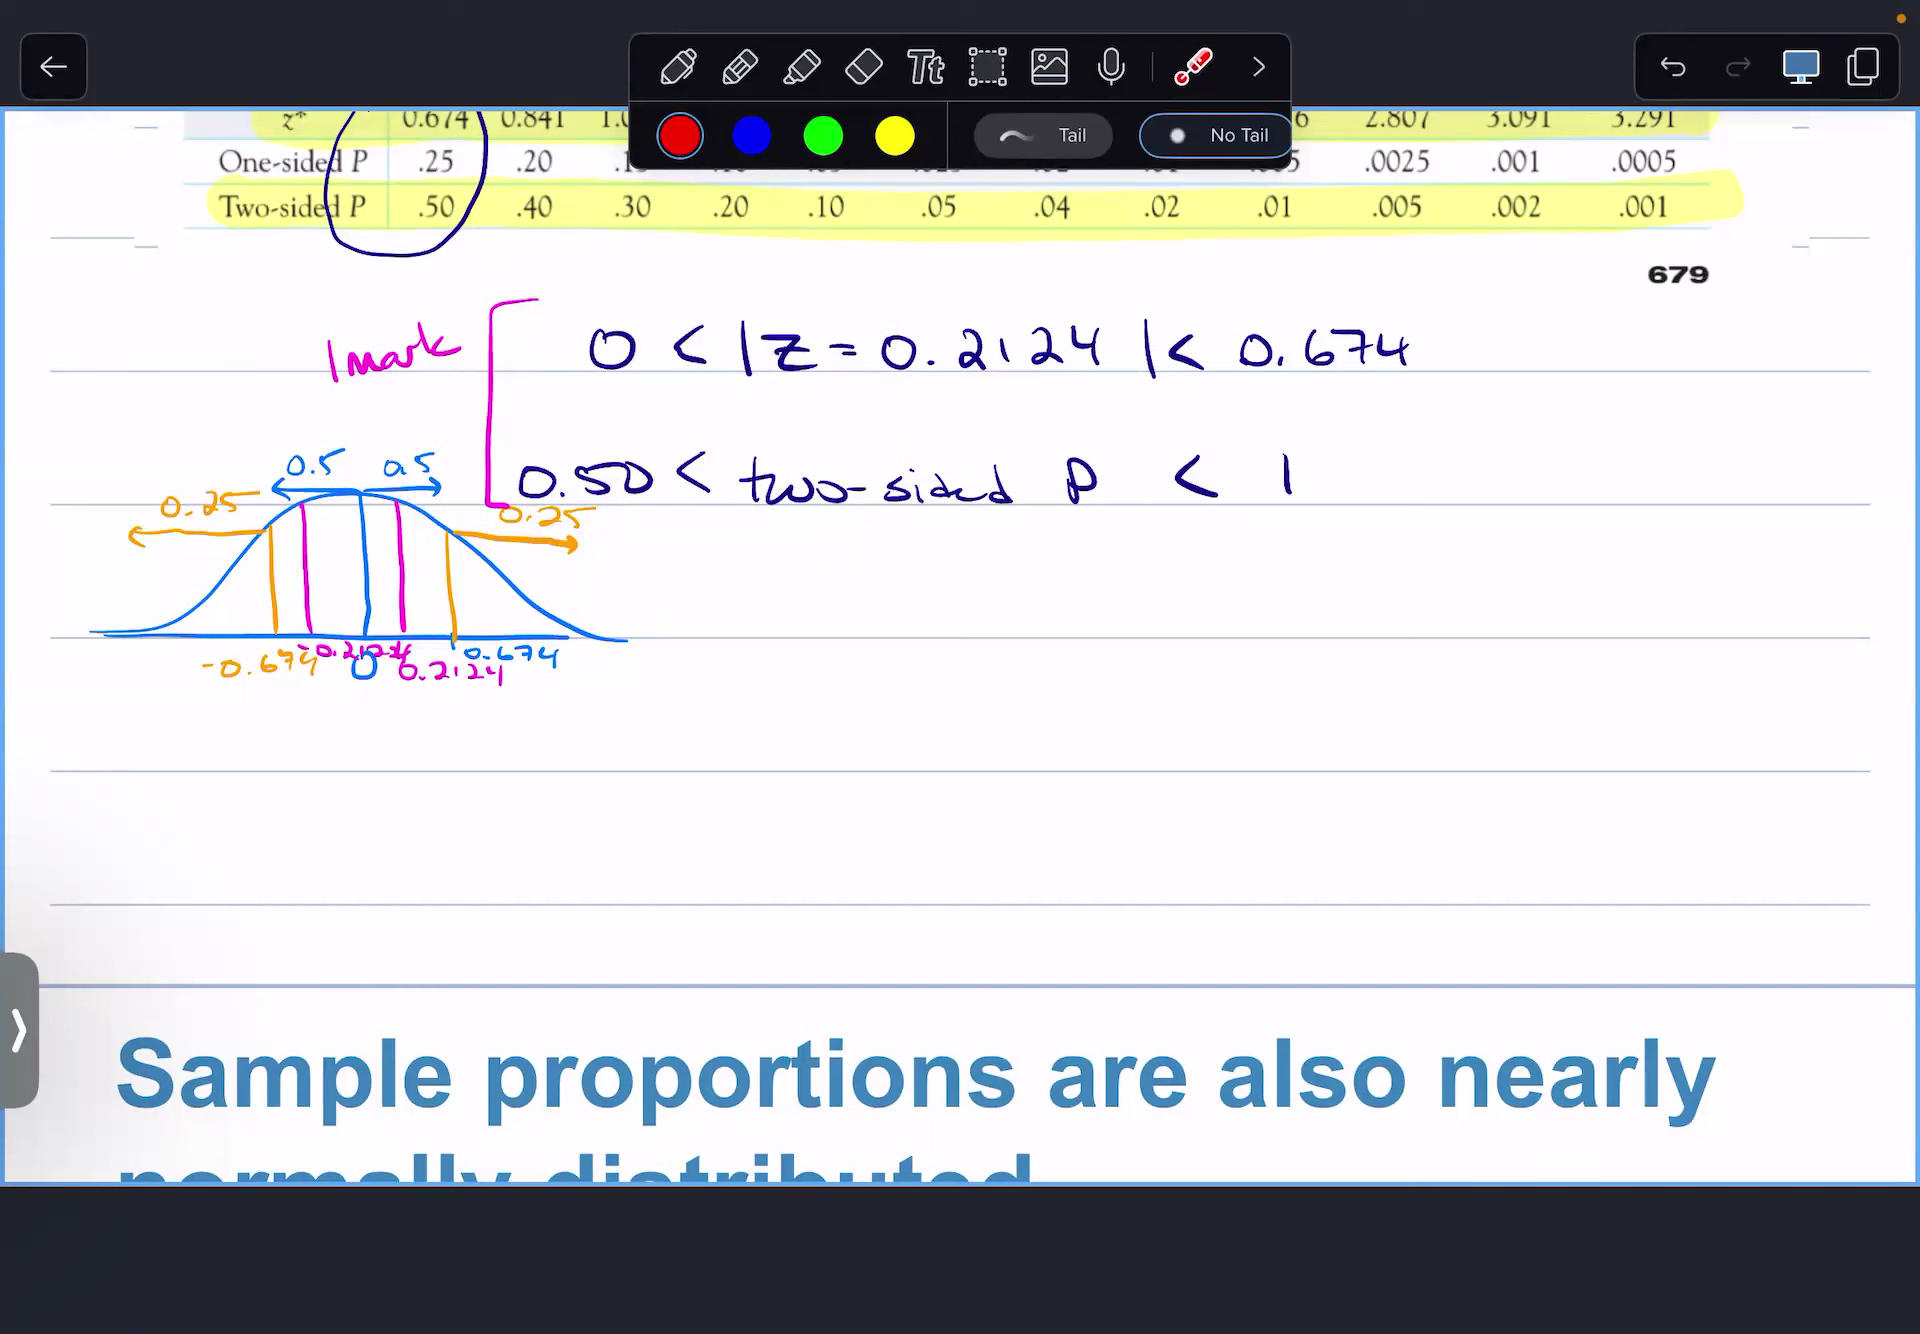 Tt
Tail No Tail
z* 0.674 0.841 2.807 3.091 3.291
One-sided P .25 .20 .0025 .001 .0005
Two-sided P .50 .40 .30 .20 .10 .05 .04 .02 .01 .005 .002 .001
679
1 mark
0 < |z = 0.2124 | < 0.674
0.50 < two-sided P < 1
0.5 0.5
0.25 0.25
-0.674 -0.2124 0 0.2124 0.674
Sample proportions are also nearly
normally distributed